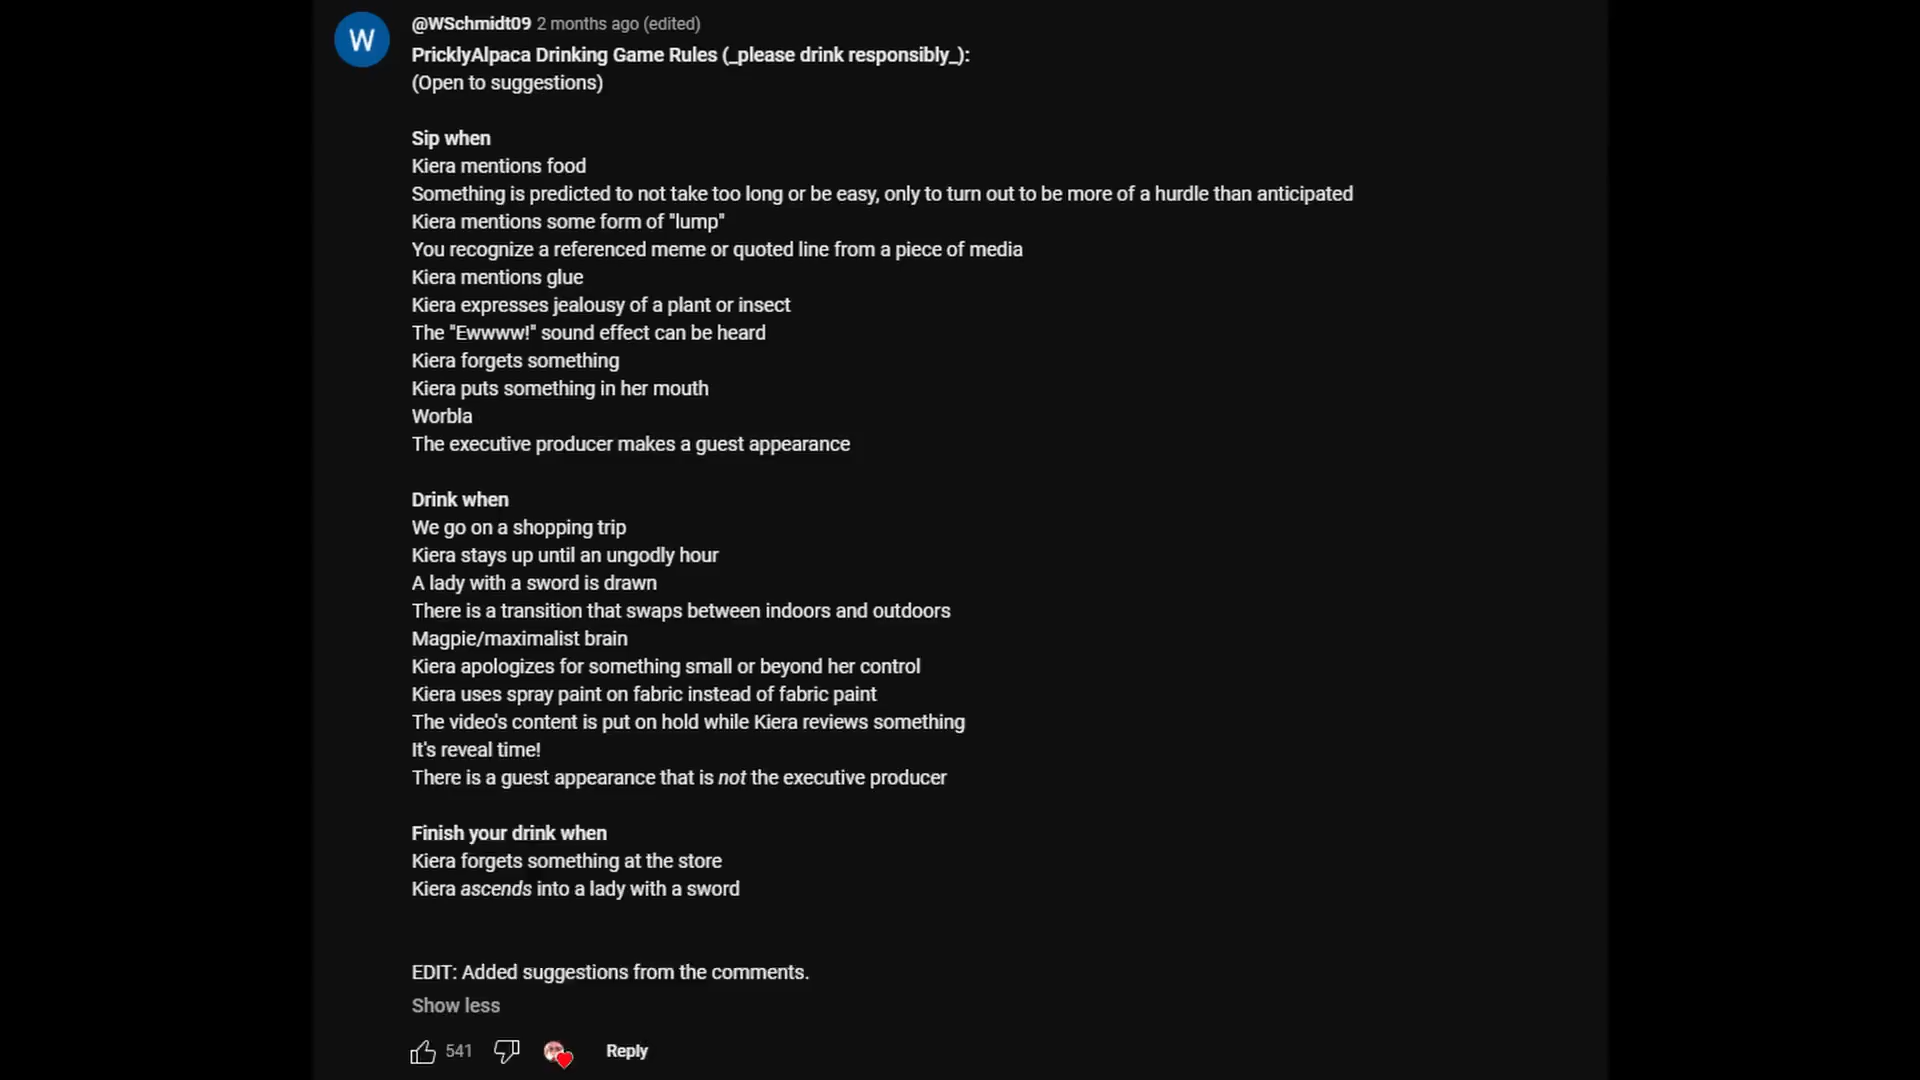 W
@WSchmidt09 2 months ago (edited)
PricklyAlpaca Drinking Game Rules (_please drink responsibly_):
(Open to suggestions)
Sip when
Kiera mentions food
Something is predicted to not take too long or be easy, only to turn out to be more of a hurdle than anticipated
Kiera mentions some form of "lump"
You recognize a referenced meme or quoted line from a piece of media
Kiera mentions glue
Kiera expresses jealousy of a plant or insect
The "Ewwww!" sound effect can be heard
Kiera forgets something
Kiera puts something in her mouth
Worbla
The executive producer makes a guest appearance
Drink when
We go on a shopping trip
Kiera stays up until an ungodly hour
A lady with a sword is drawn
There is a transition that swaps between indoors and outdoors
Magpie/maximalist brain
Kiera apologizes for something small or beyond her control
Kiera uses spray paint on fabric instead of fabric paint
The video's content is put on hold while Kiera reviews something
It's reveal time!
There is a guest appearance that is not the executive producer
Finish your drink when
Kiera forgets something at the store
Kiera ascends into a lady with a sword
EDIT: Added suggestions from the comments.
Show less
541 Reply